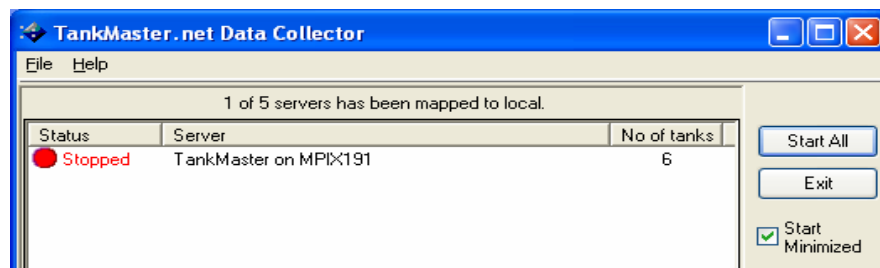 TankMaster.net Data Collector
File Help
1 of 5 servers has been mapped to local.
Status Server No of tanks
Stopped TankMaster on MPIX191 6
Start All
Exit
Start
Minimized